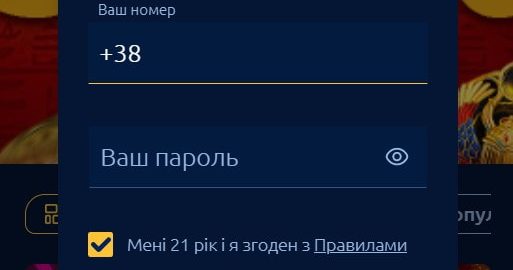 Ваш номер
+38
Ваш пароль
Мені 21 рік і я згоден з Правилами